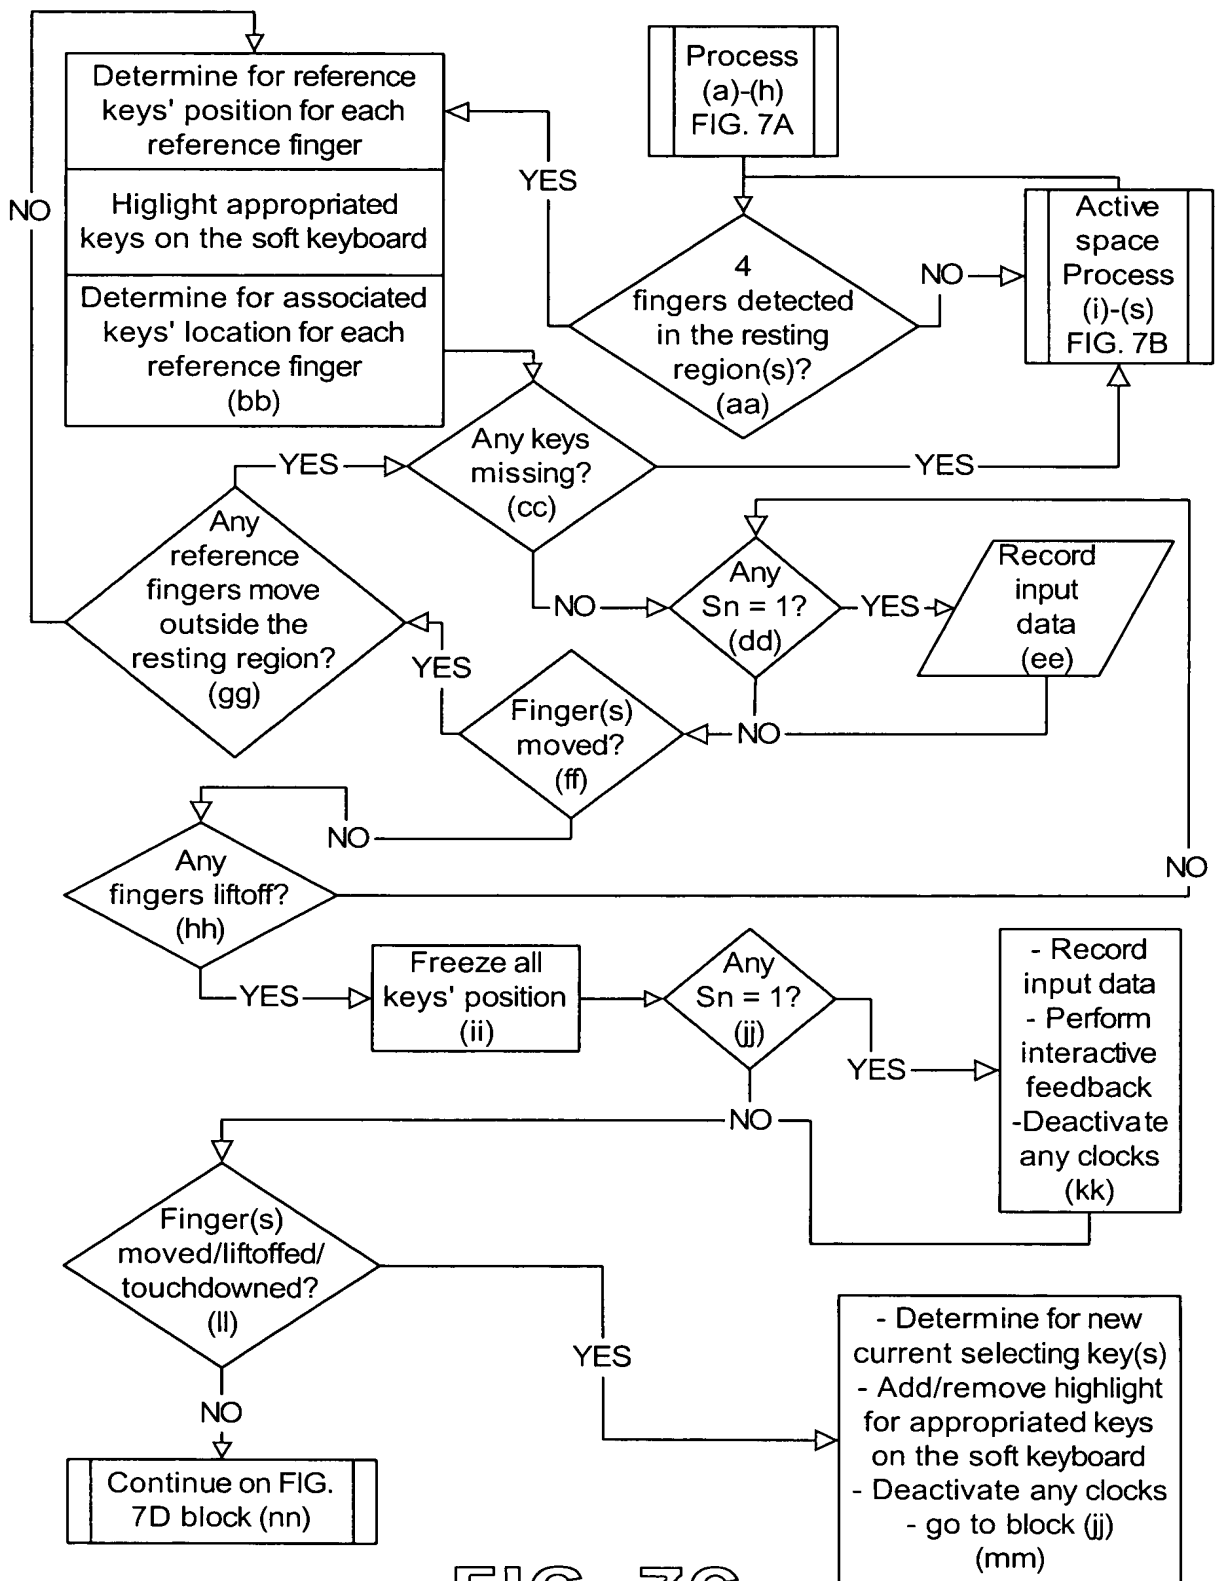 Process
(a)-(h)
FIG. 7A
Determine for reference
keys' position for each
reference finger
Higlight appropriated
keys on the soft keyboard
Determine for associated
keys' location for each
reference finger
(bb)
NO
YES
4
fingers detected
in the resting
region(s)?
(aa)
NO
Active
space
Process
(i)-(s)
FIG. 7B
YES
Any keys
missing?
(cc)
YES
Any
reference
fingers move
outside the
resting region?
(gg)
NO
Any
Sn = 1?
(dd)
YES
Record
input
data
(ee)
YES
Finger(s)
moved?
(ff)
NO
NO
Any
fingers liftoff?
(hh)
NO
YES
Freeze all
keys' position
(ii)
Any
Sn = 1?
(jj)
YES
- Record
input data
- Perform
interactive
feedback
-Deactivate
any clocks
(kk)
NO
Finger(s)
moved/liftoffed/
touchdowned?
(ll)
YES
- Determine for new
current selecting key(s)
- Add/remove highlight
for appropriated keys
on the soft keyboard
- Deactivate any clocks
- go to block (jj)
(mm)
NO
Continue on FIG.
7D block (nn)
FIG. 7C